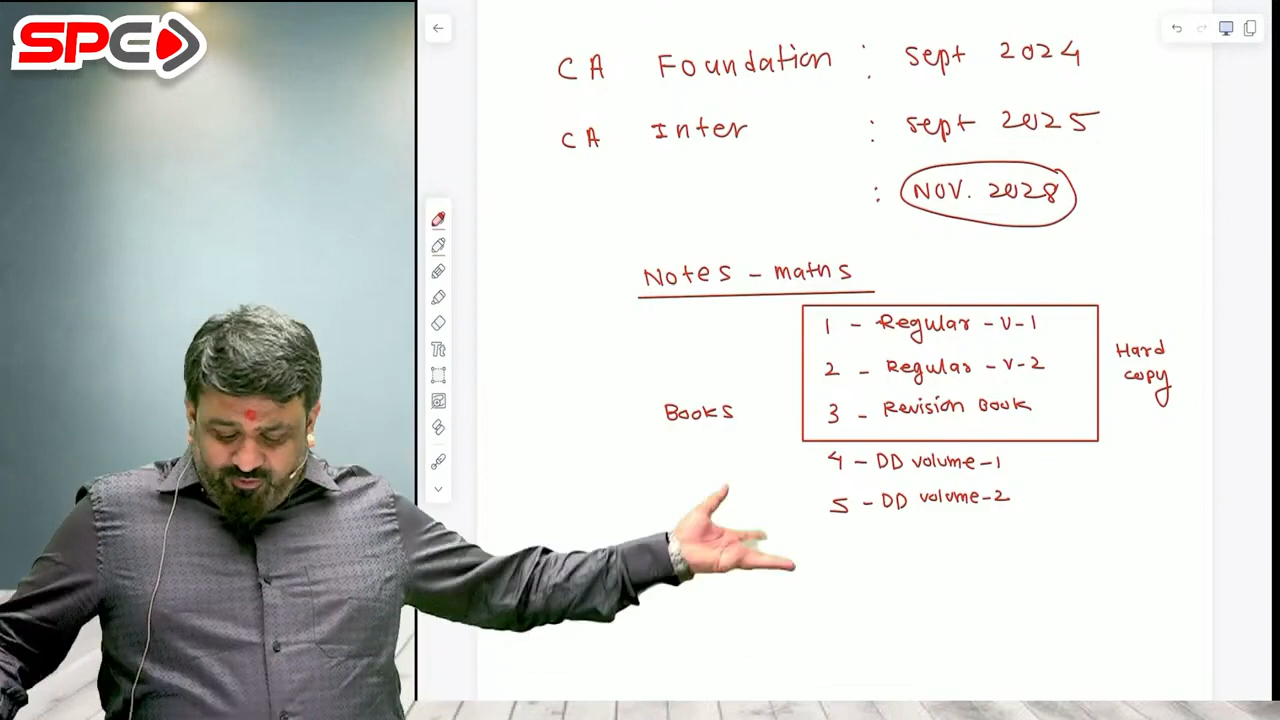 SPC
CA Foundation : Sept 2024
CA Inter : Sept 2025
: NOV. 2028
Notes - maths
1 - Regular - V-1
2 - Regular - V-2
3 - Revision Book
Hard
copy
Books
4 - DD volume-1
5 - DD volume-2
Tt